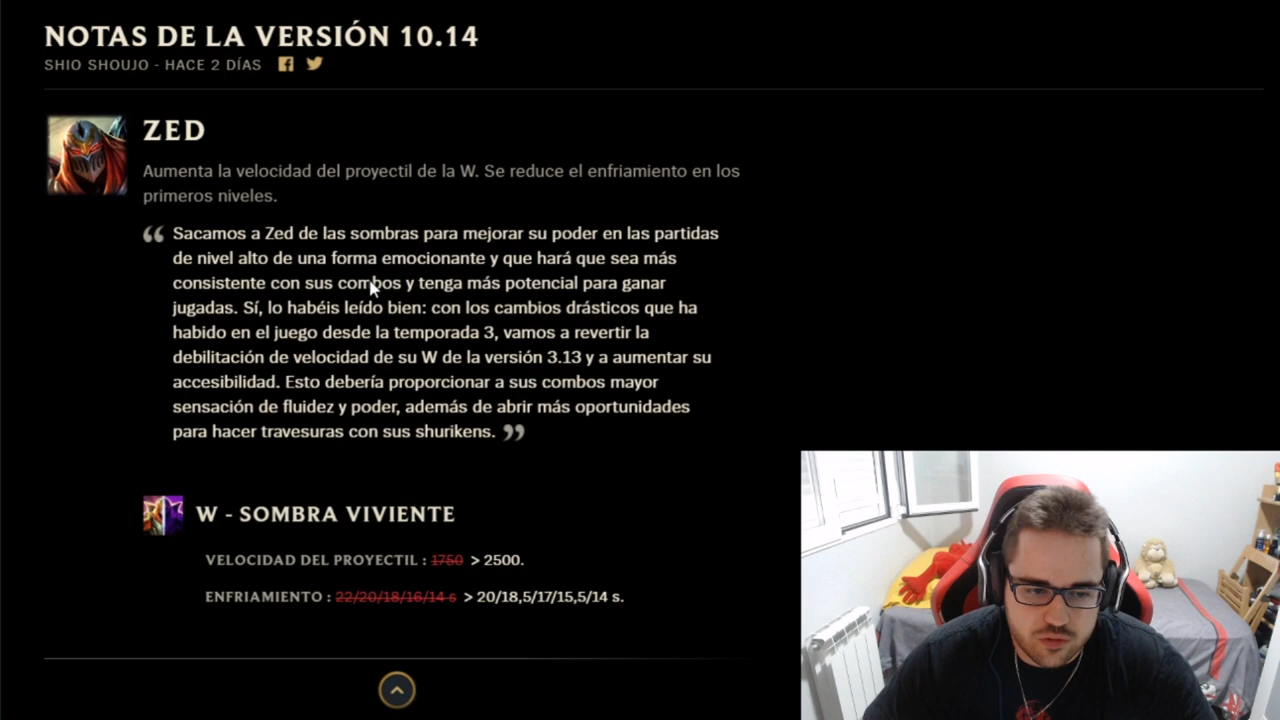 NOTAS DE LA VERSIÓN 10.14
SHIO SHOUJO - HACE 2 DÍAS
ZED
Aumenta la velocidad del proyectil de la W. Se reduce el enfriamiento en los
primeros niveles.
“ Sacamos a Zed de las sombras para mejorar su poder en las partidas
de nivel alto de una forma emocionante y que hará que sea más
consistente con sus combos y tenga más potencial para ganar
jugadas. Sí, lo habéis leído bien: con los cambios drásticos que ha
habido en el juego desde la temporada 3, vamos a revertir la
debilitación de velocidad de su W de la versión 3.13 y a aumentar su
accesibilidad. Esto debería proporcionar a sus combos mayor
sensación de fluidez y poder, además de abrir más oportunidades
para hacer travesuras con sus shurikens. ”
W - SOMBRA VIVIENTE
VELOCIDAD DEL PROYECTIL : 1750 > 2500.
ENFRIAMIENTO : 22/20/18/16/14 s > 20/18,5/17/15,5/14 s.